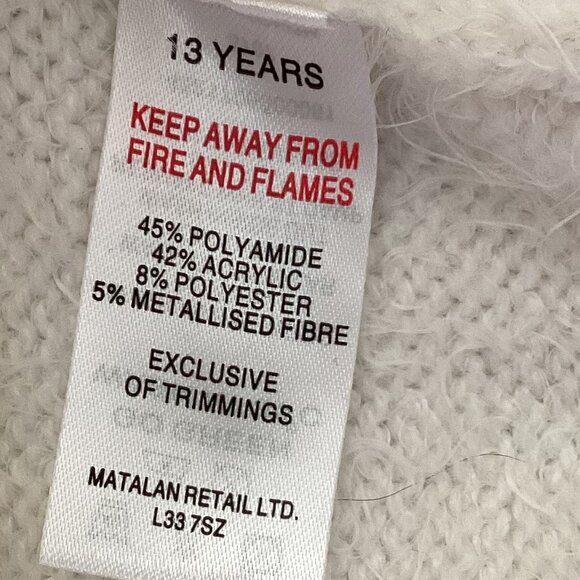 13 YEARS
KEEP AWAY FROM
FIRE AND FLAMES
45% POLYAMIDE
42% ACRYLIC
8% POLYESTER
5% METALLISED FIBRE
EXCLUSIVE
OF TRIMMINGS
MATALAN RETAIL LTD.
L33 7SZ